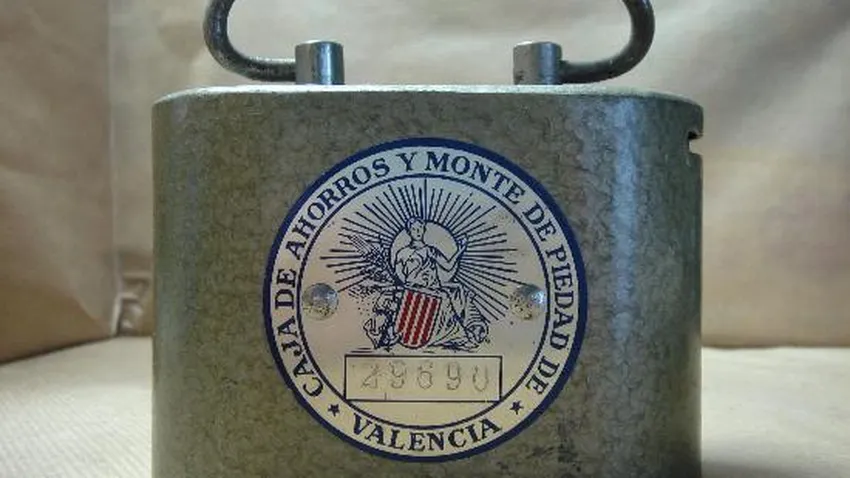 CAJA DE AHORROS Y MONTE DE PIEDAD DE
★ VALENCIA ★
29690